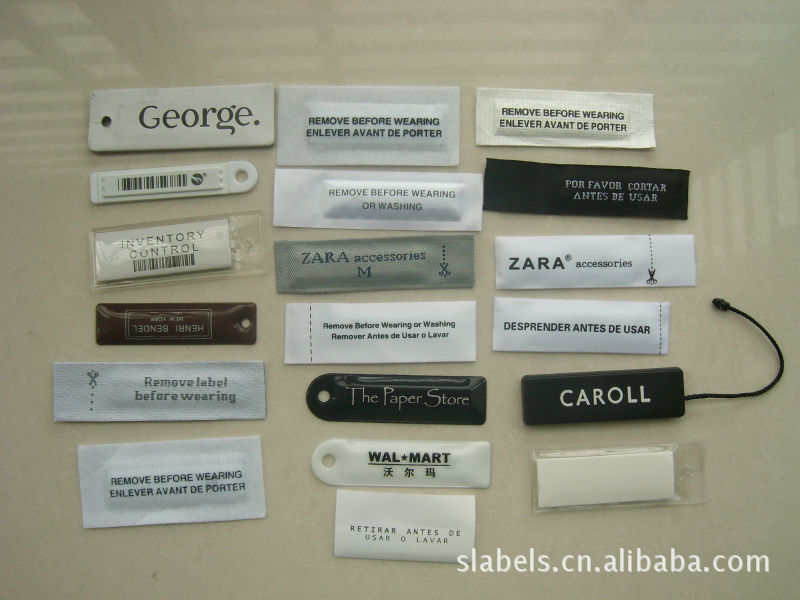 George.
REMOVE BEFORE WEARING
ENLEVER AVANT DE PORTER
REMOVE BEFORE WEARING
ENLEVER AVANT DE PORTER
REMOVE BEFORE WEARING
OR WASHING
POR FAVOR CORTAR
ANTES DE USAR
INVENTORY
CONTROL
ZARA accessories
M
ZARA® accessories
HENRI BENDEL
NEW YORK
Remove Before Wearing or Washing
Remover Antes de Usar o Lavar
DESPRENDER ANTES DE USAR
Remove label
before wearing
The Paper Store
CAROLL
REMOVE BEFORE WEARING
ENLEVER AVANT DE PORTER
WAL★MART
沃尔玛
RETIRAR ANTES DE
USAR O LAVAR
slabels.cn.alibaba.com